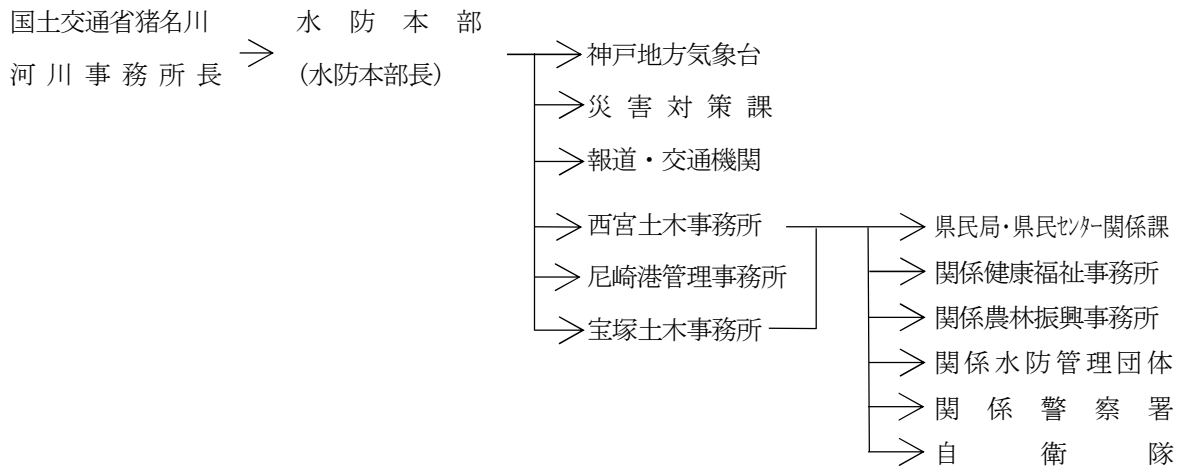 国土交通省猪名川
河川事務所長
水防本部
(水防本部長)
神戸地方気象台
災害対策課
報道・交通機関
西宮土木事務所
尼崎港管理事務所
宝塚土木事務所
県民局・県民ｾﾝﾀｰ関係課
関係健康福祉事務所
関係農林振興事務所
関係水防管理団体
関係警察署
自衛隊